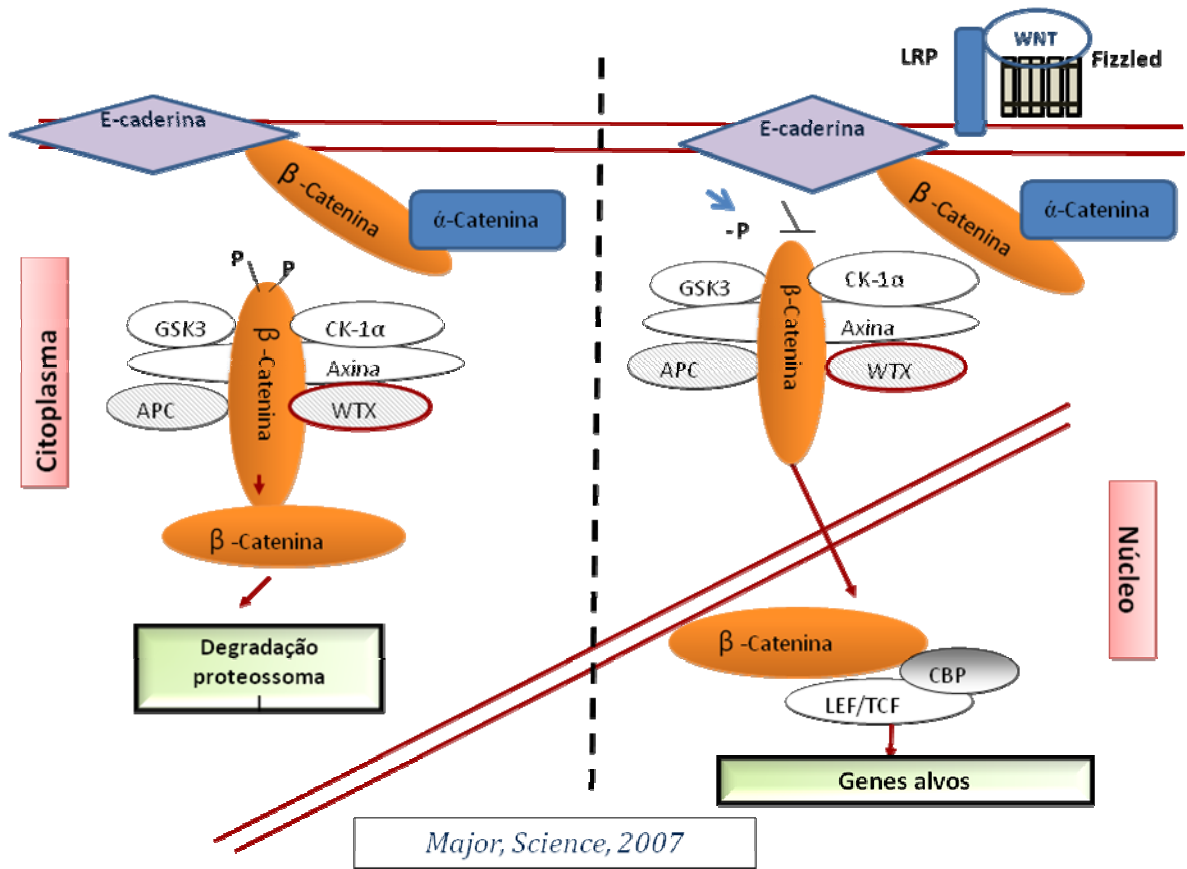 E-caderina
β-Catenina
ά-Catenina
P P
GSK3
CK-1α
β-Catenina
Axina
APC
WTX
β-Catenina
Degradação
proteossoma
Citoplasma
LRP
WNT
Fizzled
E-caderina
β-Catenina
ά-Catenina
-P
GSK3
CK-1α
β-Catenina
Axina
APC
WTX
Núcleo
β-Catenina
CBP
LEF/TCF
Genes alvos
Major, Science, 2007